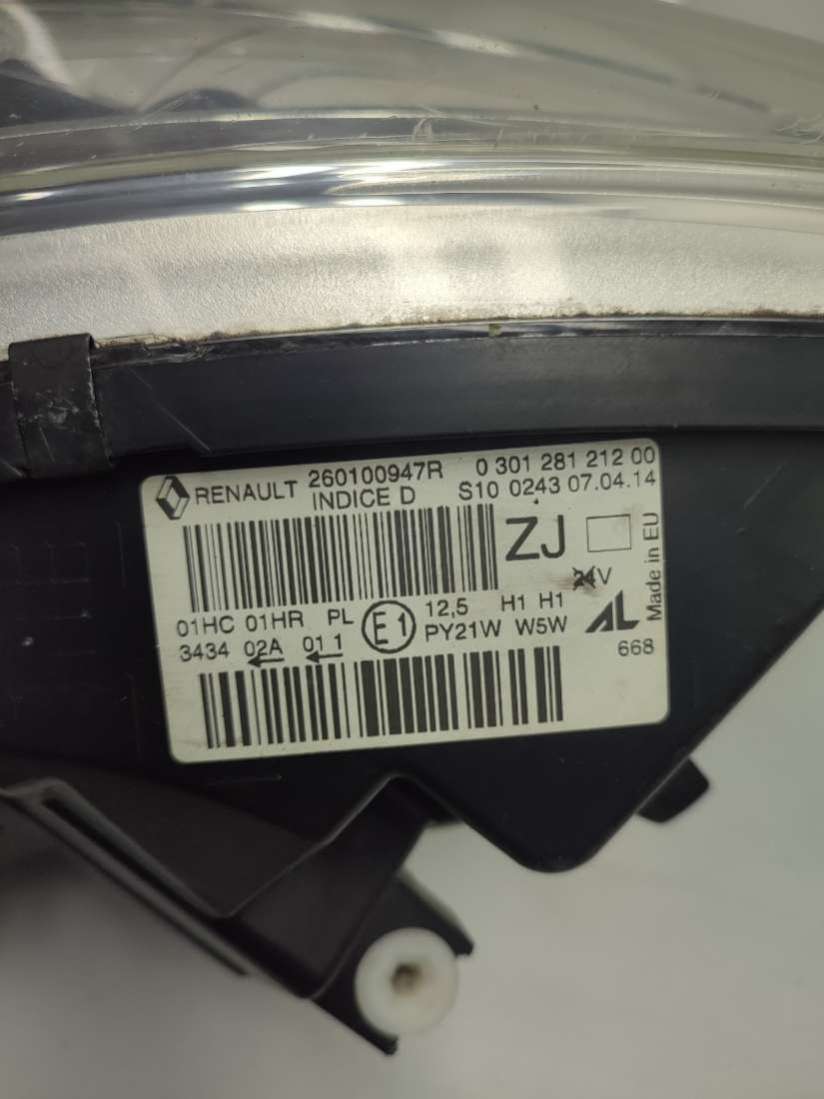 RENAULT 260100947R 0 301 281 212 00
INDICE D S10 0243 07.04.14
ZJ
Made in EU
24V
01HC 01HR PL E1 12,5 H1 H1
3434 02A 01 1 PY21W W5W AL
668